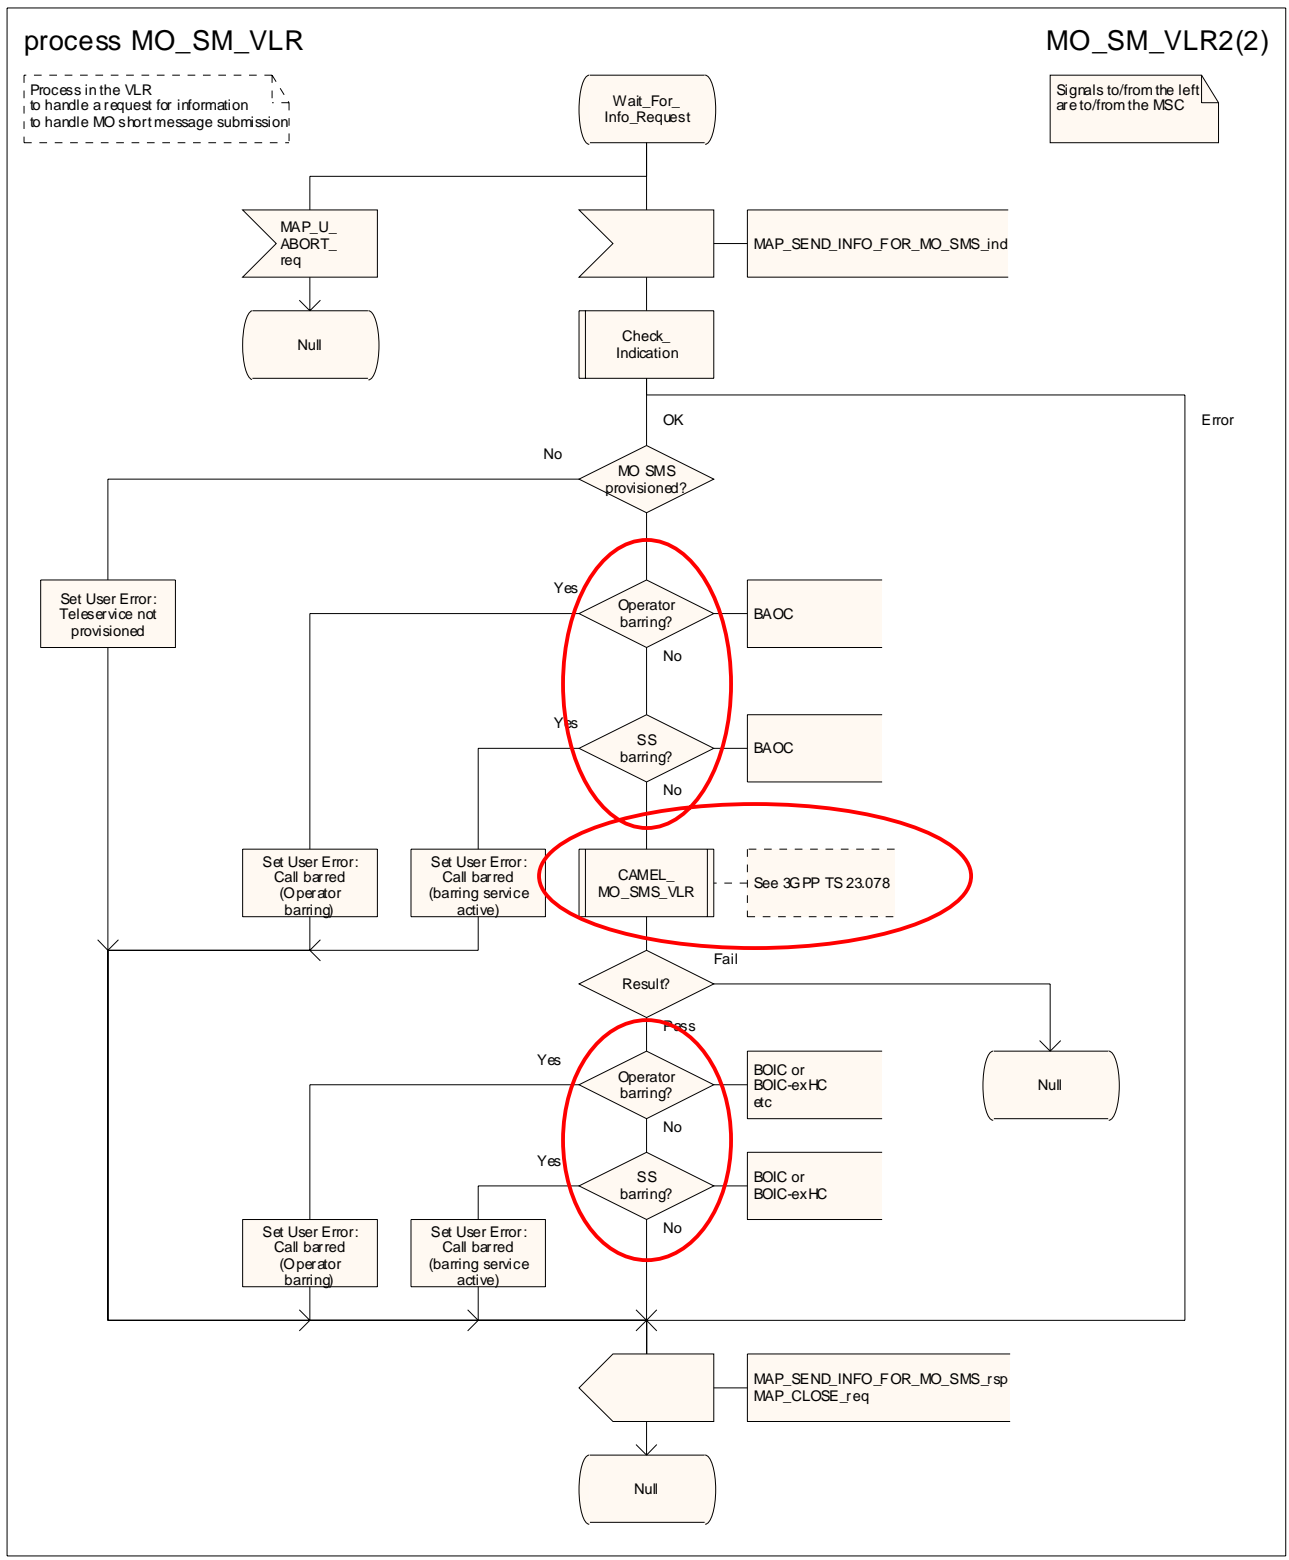 process MO_SM_VLR
MO_SM_VLR2(2)
Process in the VLR
to handle a request for information
to handle MO short message submission
Wait_For_
Info_Request
Signals to/from the left
are to/from the MSC
MAP_U_
ABORT_
req
MAP_SEND_INFO_FOR_MO_SMS_ind
Null
Check_
Indication
OK
Error
No
MO SMS
provisioned?
Set User Error:
Teleservice not
provisioned
Yes
Operator
barring?
BAOC
No
Yes
SS
barring?
BAOC
No
Set User Error:
Call barred
(Operator
barring)
Set User Error:
Call barred
(barring service
active)
CAMEL_
MO_SMS_VLR
See 3GPP TS 23.078
Fail
Result?
Pass
Yes
Operator
barring?
BOIC or
BOIC-exHC
etc
Null
No
Yes
SS
barring?
BOIC or
BOIC-exHC
No
Set User Error:
Call barred
(Operator
barring)
Set User Error:
Call barred
(barring service
active)
MAP_SEND_INFO_FOR_MO_SMS_rsp
MAP_CLOSE_req
Null